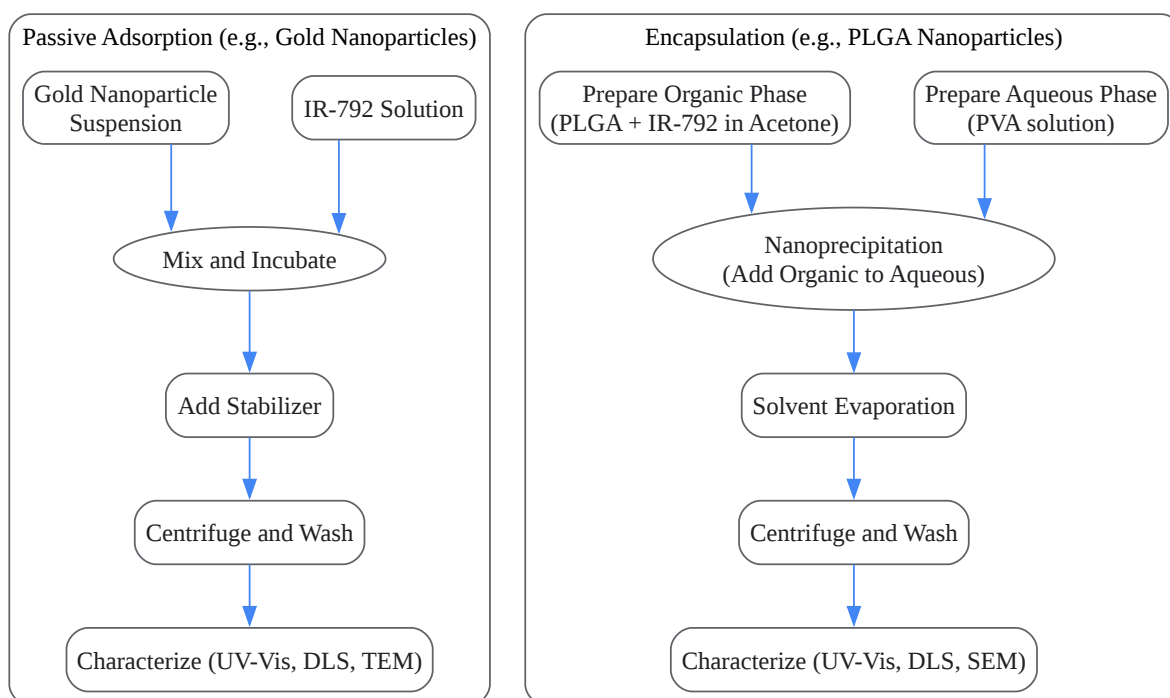 Passive Adsorption (e.g., Gold Nanoparticles)
Gold Nanoparticle
Suspension
IR-792 Solution
Mix and Incubate
Add Stabilizer
Centrifuge and Wash
Characterize (UV-Vis, DLS, TEM)
Encapsulation (e.g., PLGA Nanoparticles)
Prepare Organic Phase
(PLGA + IR-792 in Acetone)
Prepare Aqueous Phase
(PVA solution)
Nanoprecipitation
(Add Organic to Aqueous)
Solvent Evaporation
Centrifuge and Wash
Characterize (UV-Vis, DLS, SEM)